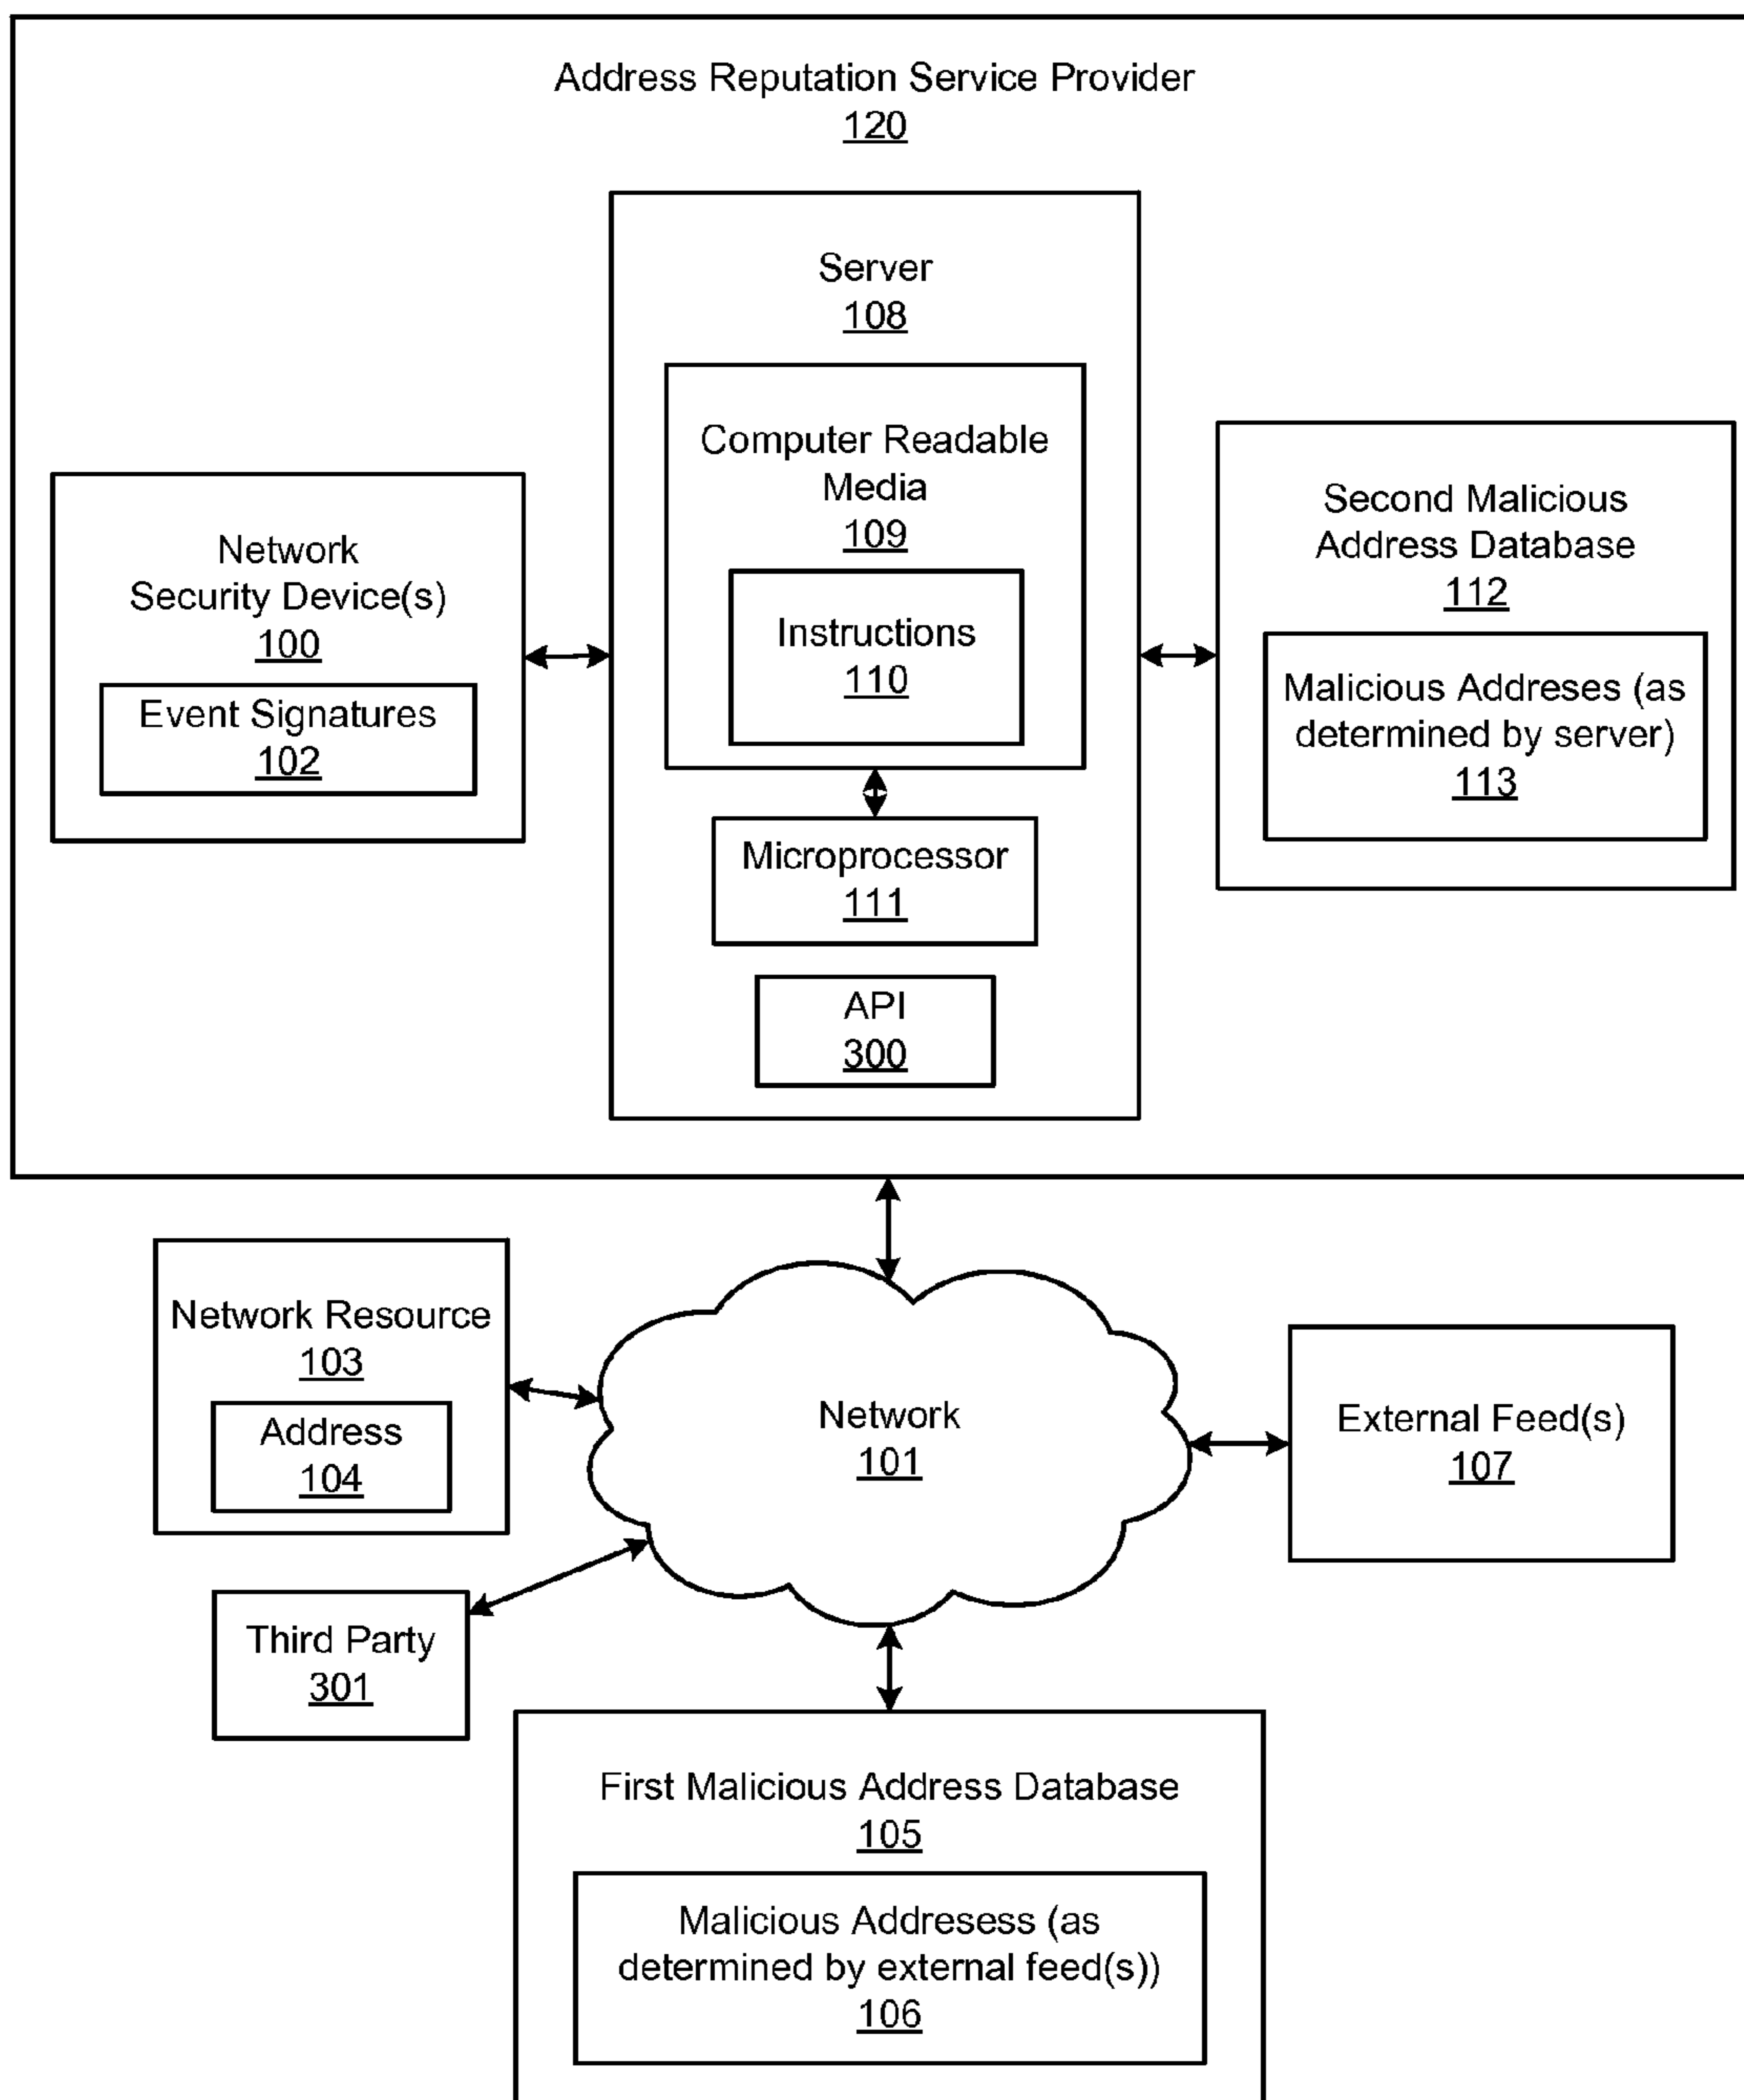 Address Reputation Service Provider
120
Server
108
Computer Readable
Media
109
Instructions
110
Microprocessor
111
API
300
Network
Security Device(s)
100
Event Signatures
102
Second Malicious
Address Database
112
Malicious Addreses (as
determined by server)
113
Network Resource
103
Address
104
Network
101
External Feed(s)
107
Third Party
301
First Malicious Address Database
105
Malicious Addresess (as
determined by external feed(s))
106